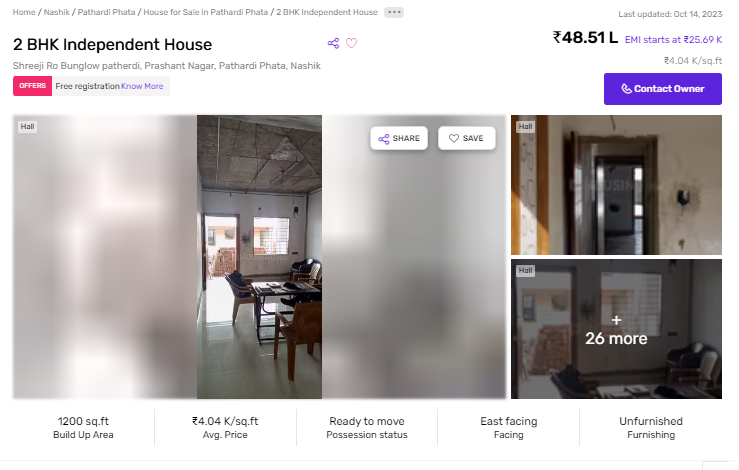 Home / Nashik / Pathardi Phata / House for Sale in Pathardi Phata / 2 BHK Independent House
Last updated: Oct 14, 2023
2 BHK Independent House
₹48.51 L EMI starts at ₹25.69 K
Shreeji Ro Bunglow patherdi, Prashant Nagar, Pathardi Phata, Nashik
₹4.04 K/sq.ft
OFFERS Free registration Know More
Contact Owner
Hall
SHARE
SAVE
Hall
Hall
+
26 more
1200 sq.ft
Build Up Area
₹4.04 K/sq.ft
Avg. Price
Ready to move
Possession status
East facing
Facing
Unfurnished
Furnishing